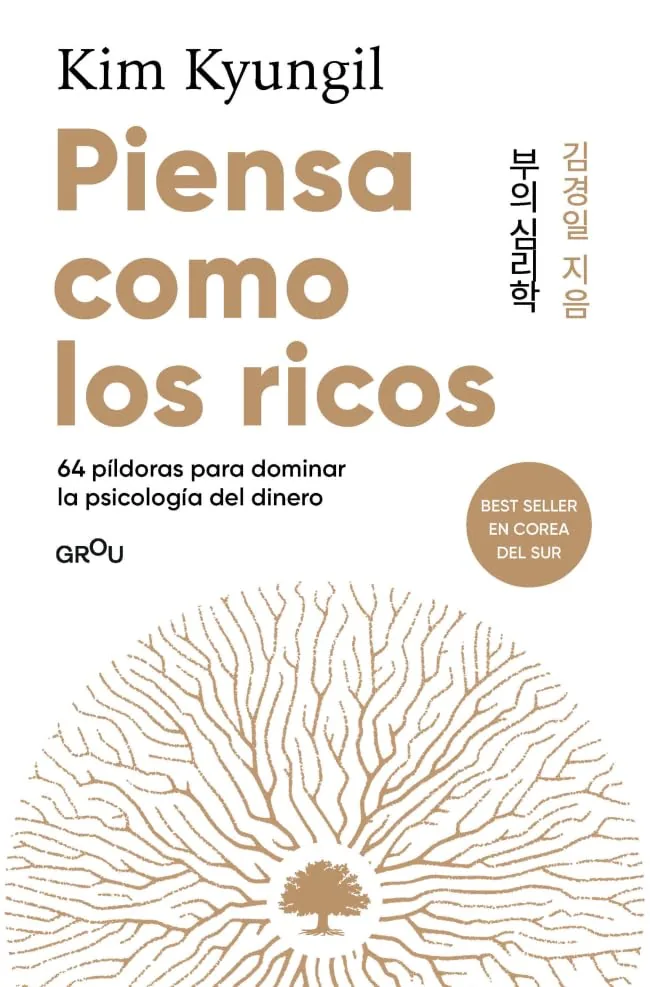 Kim Kyungil
Piensa
como
los ricos
부의 심리학
김경일 지음
64 píldoras para dominar
la psicología del dinero
GROU
BEST SELLER
EN COREA
DEL SUR